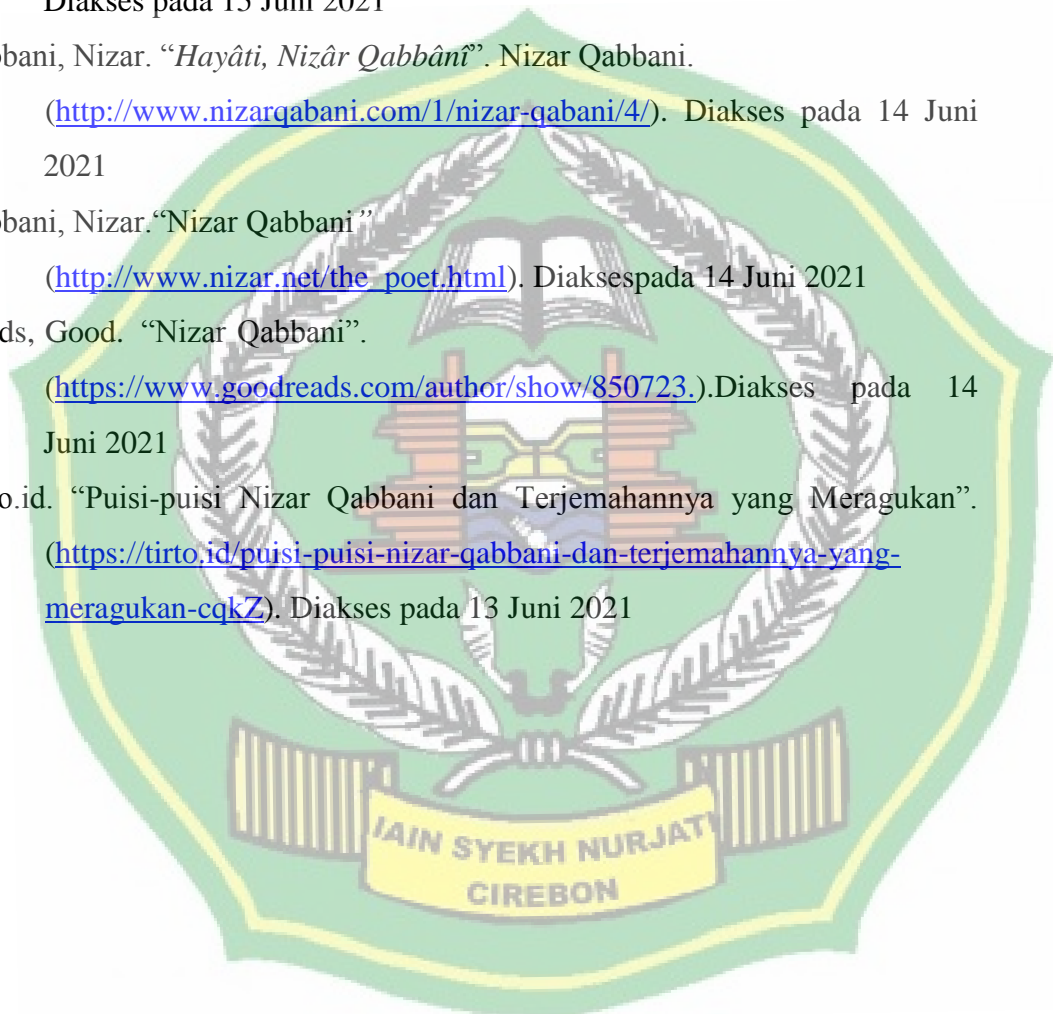 Diakses pada 15 Juni 2021
bbani, Nizar. “Hayâti, Nizâr Qabbânî”. Nizar Qabbani.
(http://www.nizarqabani.com/1/nizar-qabani/4/). Diakses pada 14 Juni
2021
bbani, Nizar.“Nizar Qabbani”
(http://www.nizar.net/the_poet.html). Diaksespada 14 Juni 2021
ds, Good. “Nizar Qabbani”.
(https://www.goodreads.com/author/show/850723.).Diakses pada 14
Juni 2021
o.id. “Puisi-puisi Nizar Qabbani dan Terjemahannya yang Meragukan”.
(https://tirto.id/puisi-puisi-nizar-qabbani-dan-terjemahannya-yang-
meragukan-cqkZ). Diakses pada 13 Juni 2021
IAIN SYEKH NURJATI
CIREBON